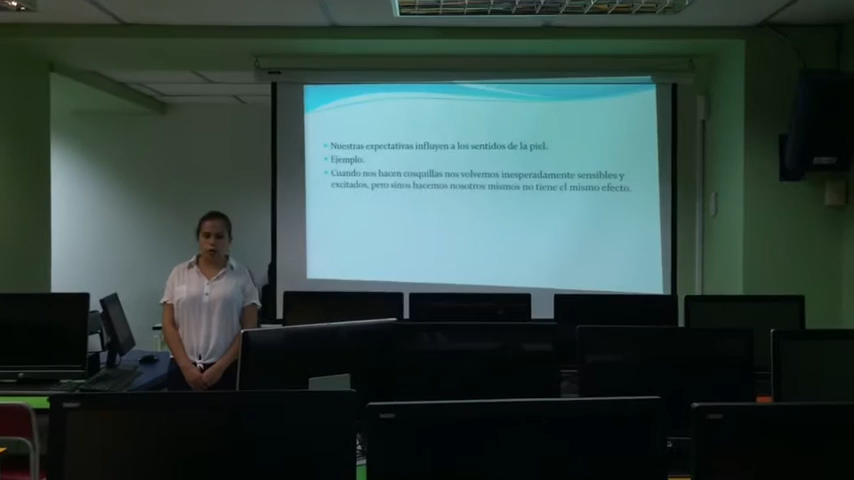 Nuestras expectativas influyen a los sentidos de la piel.
Ejemplo.
Cuando nos hacen cosquillas nos volvemos inesperadamente sensibles y
excitados, pero sinos hacemos nosotros mismos no tiene el mismo efecto.